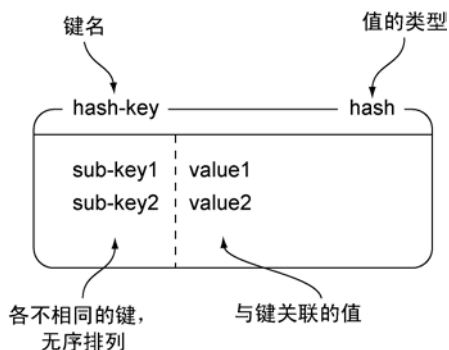 键名
值的类型
hash-key
hash
sub-key1
value1
sub-key2
value2
各不相同的键，
无序排列
与键关联的值